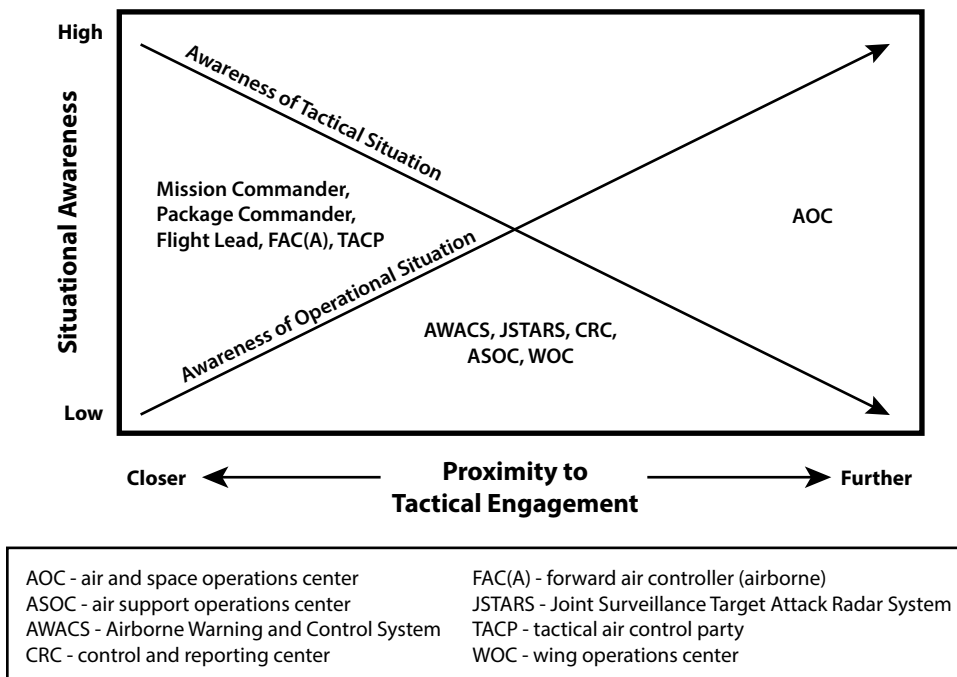 High
Situational Awareness
Low
Awareness of Tactical Situation
Awareness of Operational Situation
Mission Commander,
Package Commander,
Flight Lead, FAC(A), TACP
AOC
AWACS, JSTARS, CRC,
ASOC, WOC
Closer
Proximity to
Tactical Engagement
Further
AOC - air and space operations center
ASOC - air support operations center
AWACS - Airborne Warning and Control System
CRC - control and reporting center
FAC(A) - forward air controller (airborne)
JSTARS - Joint Surveillance Target Attack Radar System
TACP - tactical air control party
WOC - wing operations center